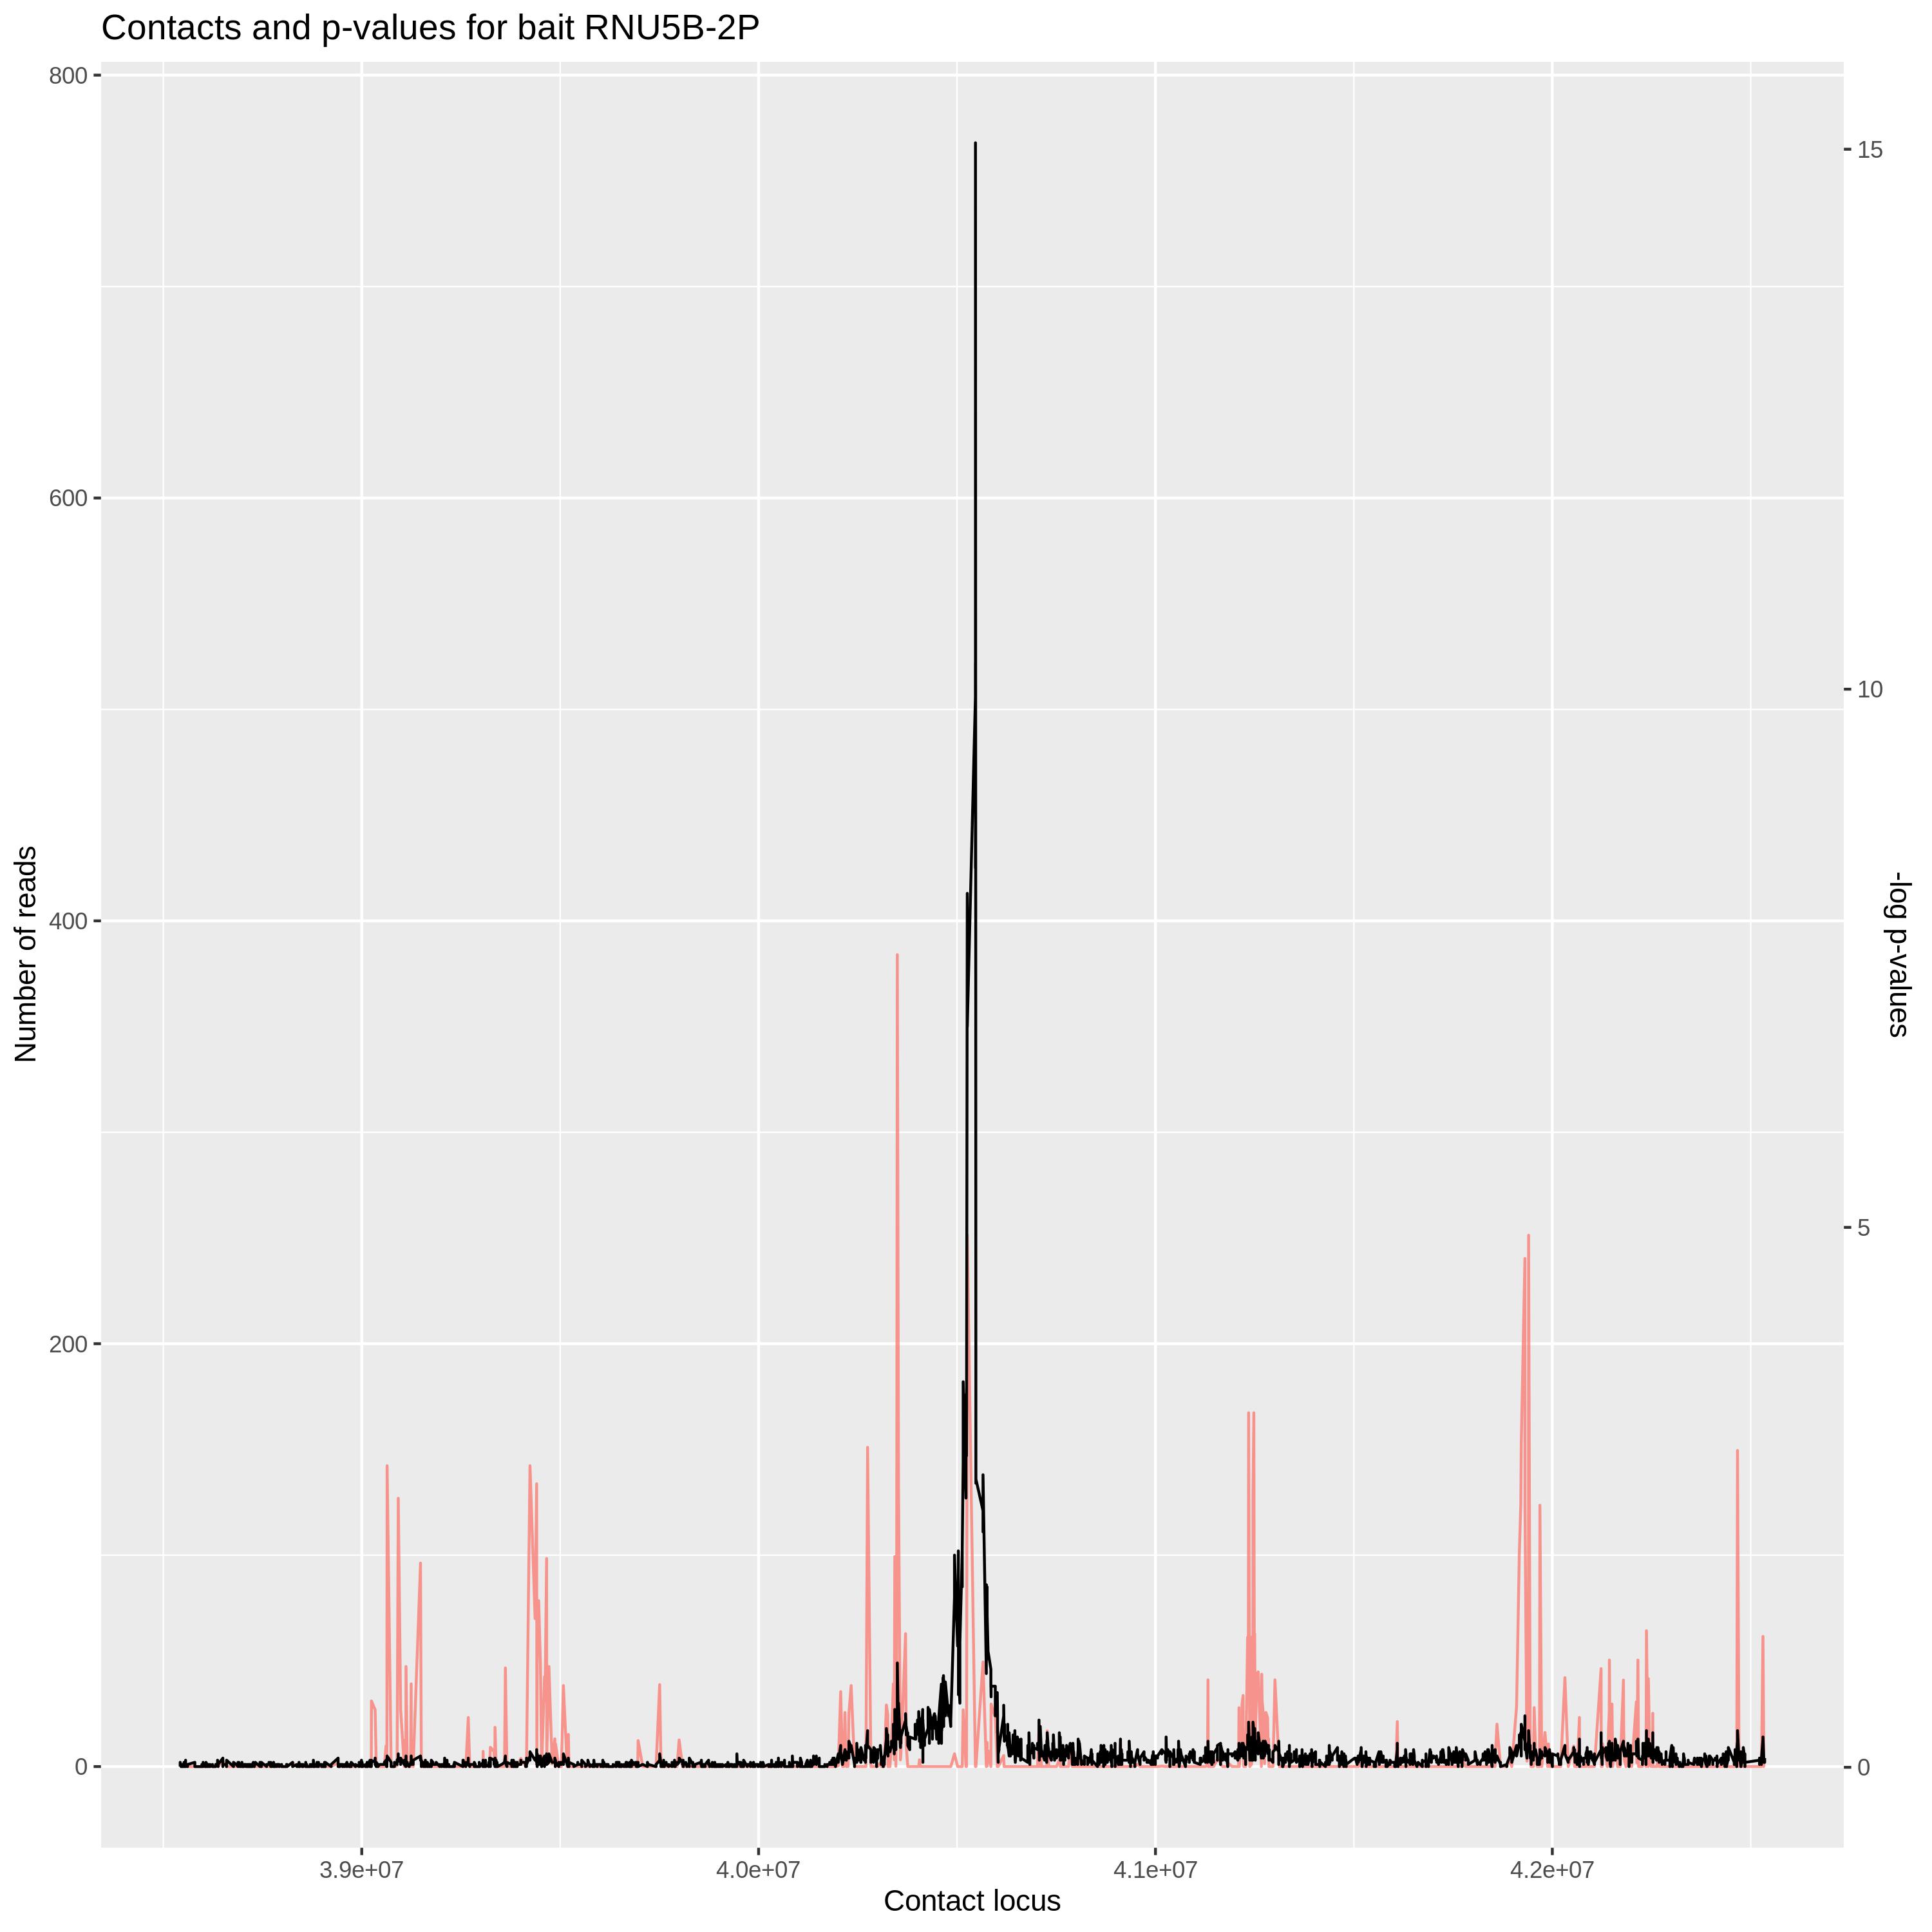 Contacts and p-values for bait RNU5B-2P
800
600
400
200
0
Number of reads
15
10
5
0
-log p-values
3.9e+07
4.0e+07
4.1e+07
4.2e+07
Contact locus